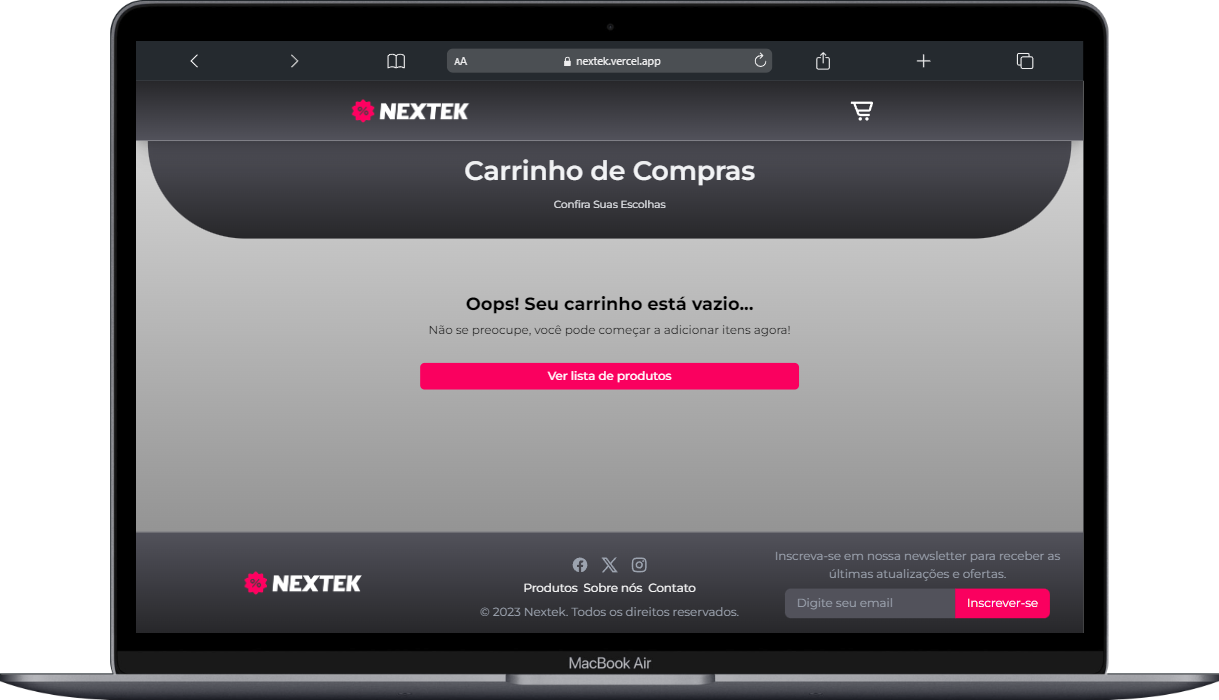 AA
nextek.vercel.app
NEXTEK
Carrinho de Compras
Confira Suas Escolhas
Oops! Seu carrinho está vazio...
Não se preocupe, você pode começar a adicionar itens agora!
Ver lista de produtos
% NEXTEK
Produtos Sobre nós Contato
© 2023 Nextek. Todos os direitos reservados.
Inscreva-se em nossa newsletter para receber as
últimas atualizações e ofertas.
Digite seu email
Inscrever-se
MacBook Air